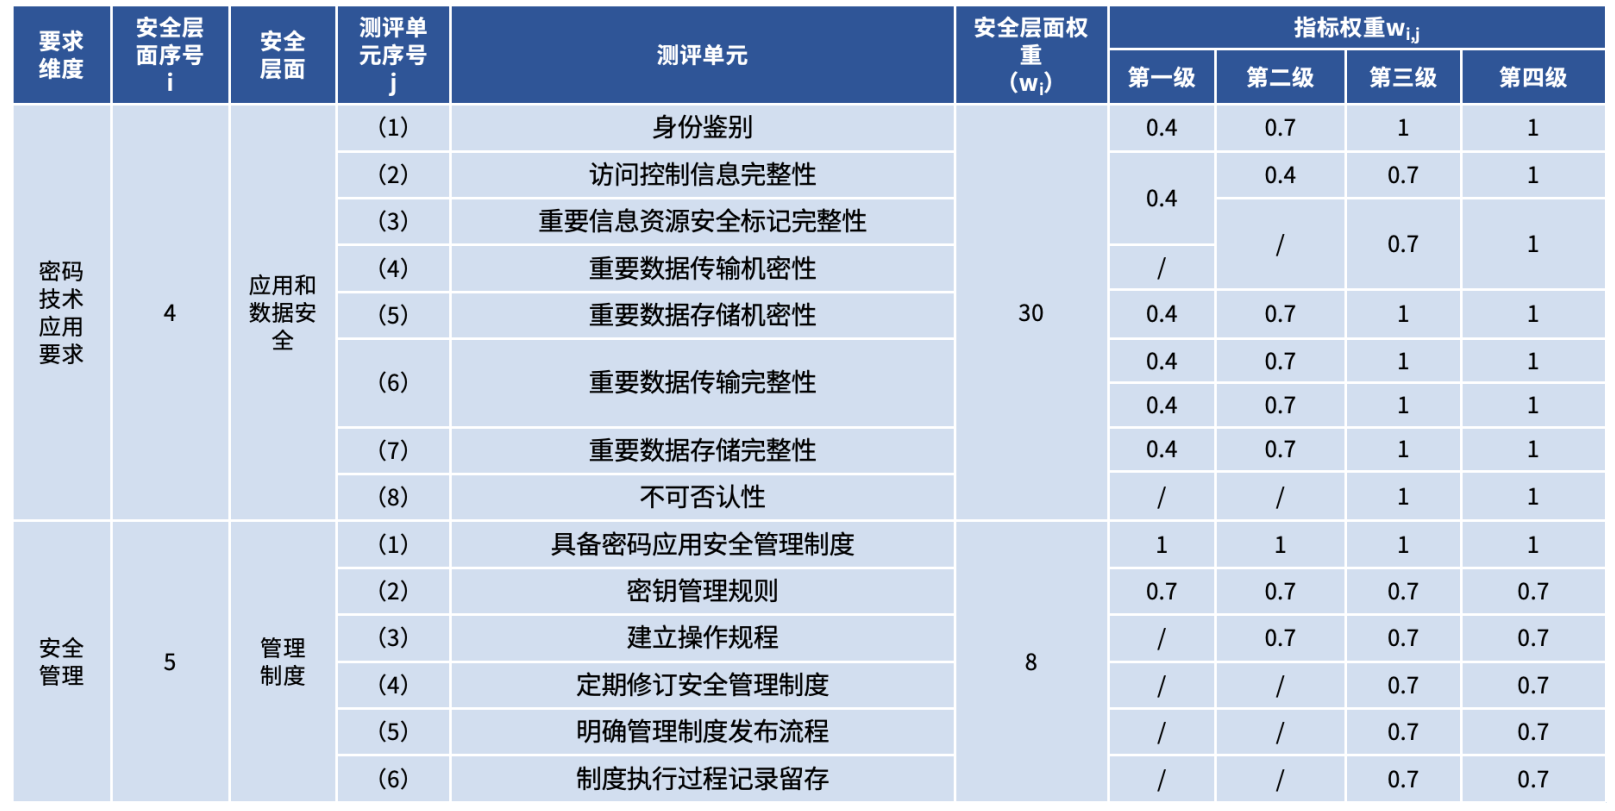 要求维度 安全层面序号 i 安全层面 测评单元序号 j 测评单元 安全层面权重（wi） 指标权重wi,j
第一级 第二级 第三级 第四级
密码技术应用要求 4 应用和数据安全 30
（1） 身份鉴别 0.4 0.7 1 1
（2） 访问控制信息完整性 0.4 0.4 0.7 1
（3） 重要信息资源安全标记完整性 / 0.7 1
（4） 重要数据传输机密性 /
（5） 重要数据存储机密性 0.4 0.7 1 1
（6） 重要数据传输完整性 0.4 0.7 1 1
0.4 0.7 1 1
（7） 重要数据存储完整性 0.4 0.7 1 1
（8） 不可否认性 / / 1 1
安全管理 5 管理制度 8
（1） 具备密码应用安全管理制度 1 1 1 1
（2） 密钥管理规则 0.7 0.7 0.7 0.7
（3） 建立操作规程 / 0.7 0.7 0.7
（4） 定期修订安全管理制度 / / 0.7 0.7
（5） 明确管理制度发布流程 / / 0.7 0.7
（6） 制度执行过程记录留存 / / 0.7 0.7